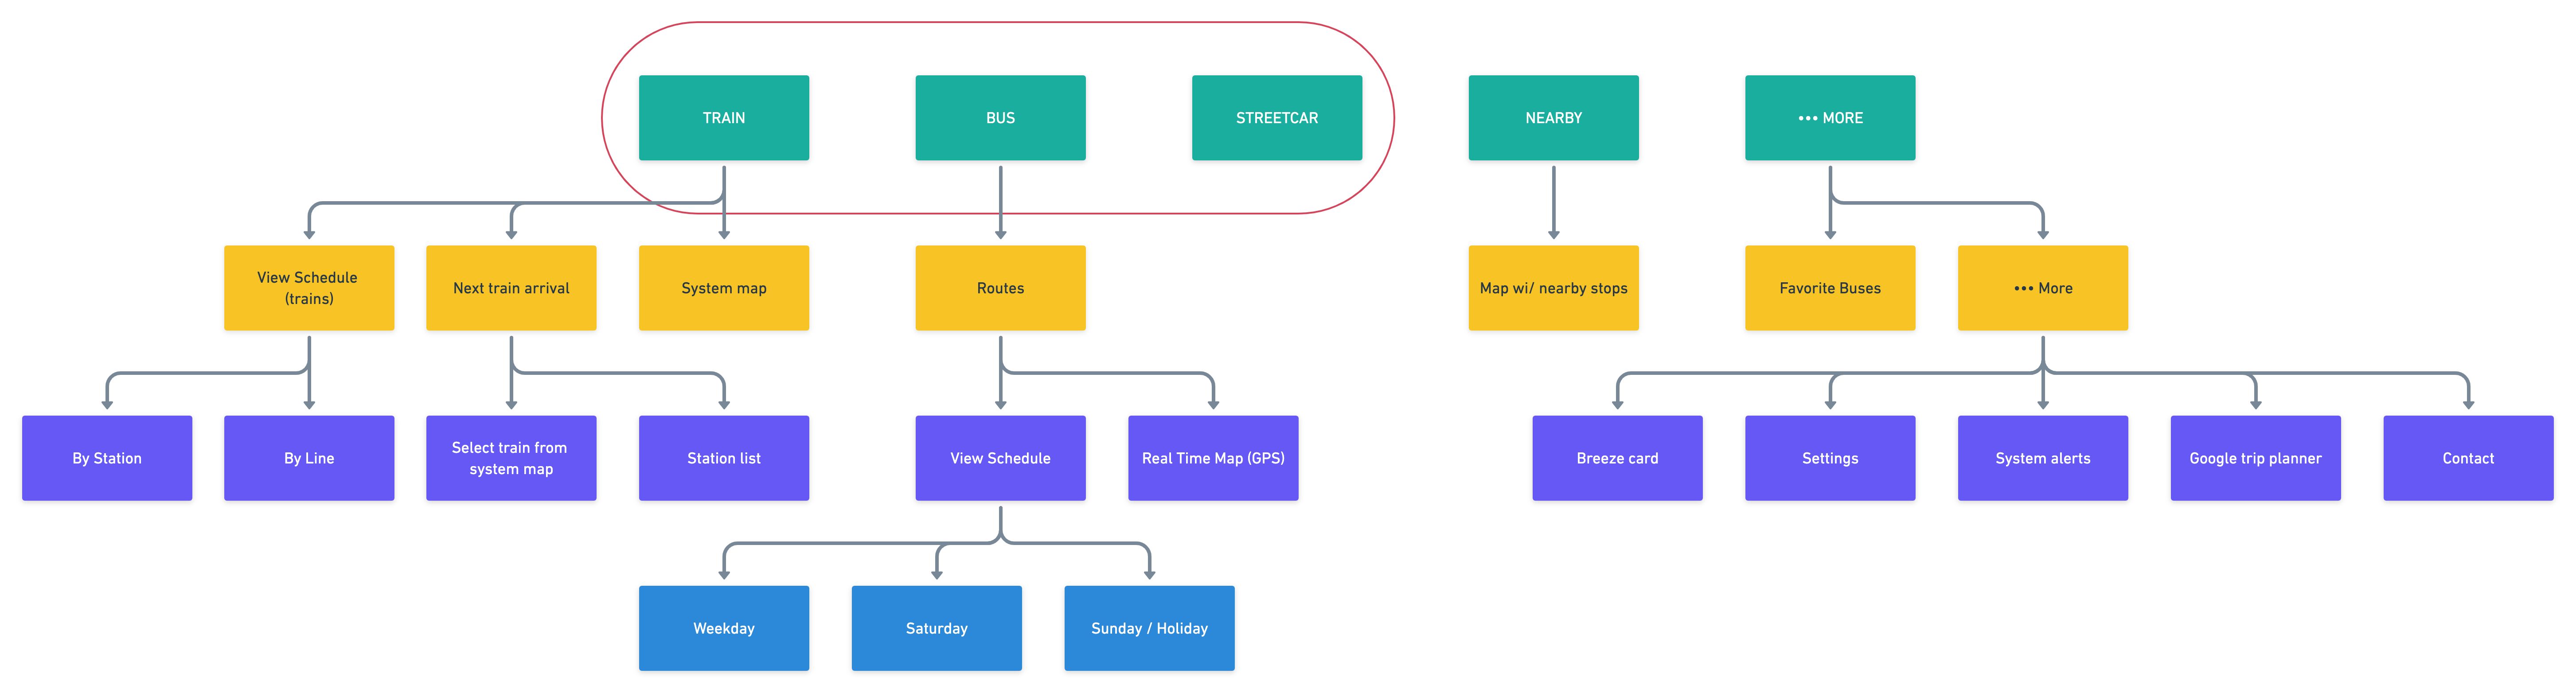 TRAIN
BUS
STREETCAR
NEARBY
••• MORE
View Schedule
(trains)
Next train arrival
System map
Routes
Map wi/ nearby stops
Favorite Buses
••• More
By Station
By Line
Select train from
system map
Station list
View Schedule
Real Time Map (GPS)
Breeze card
Settings
System alerts
Google trip planner
Contact
Weekday
Saturday
Sunday / Holiday